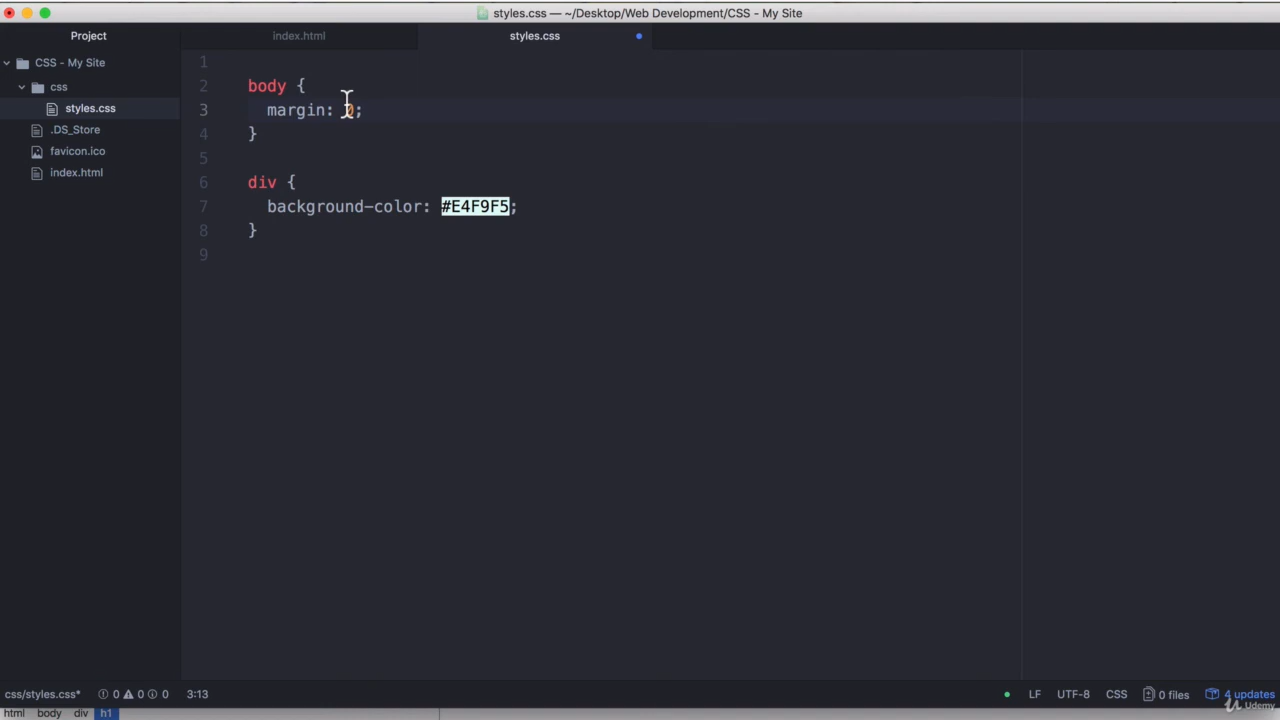 styles.css — ~/Desktop/Web Development/CSS - My Site
Project
index.html
styles.css
CSS - My Site
css
styles.css
.DS_Store
favicon.ico
index.html
1
2 body {
3 margin: 0;
4 }
5
6 div {
7 background-color: #E4F9F5;
8 }
9
css/styles.css* 0 0 0 3:13 LF UTF-8 CSS 0 files 4 updates
Udemy
html body div h1